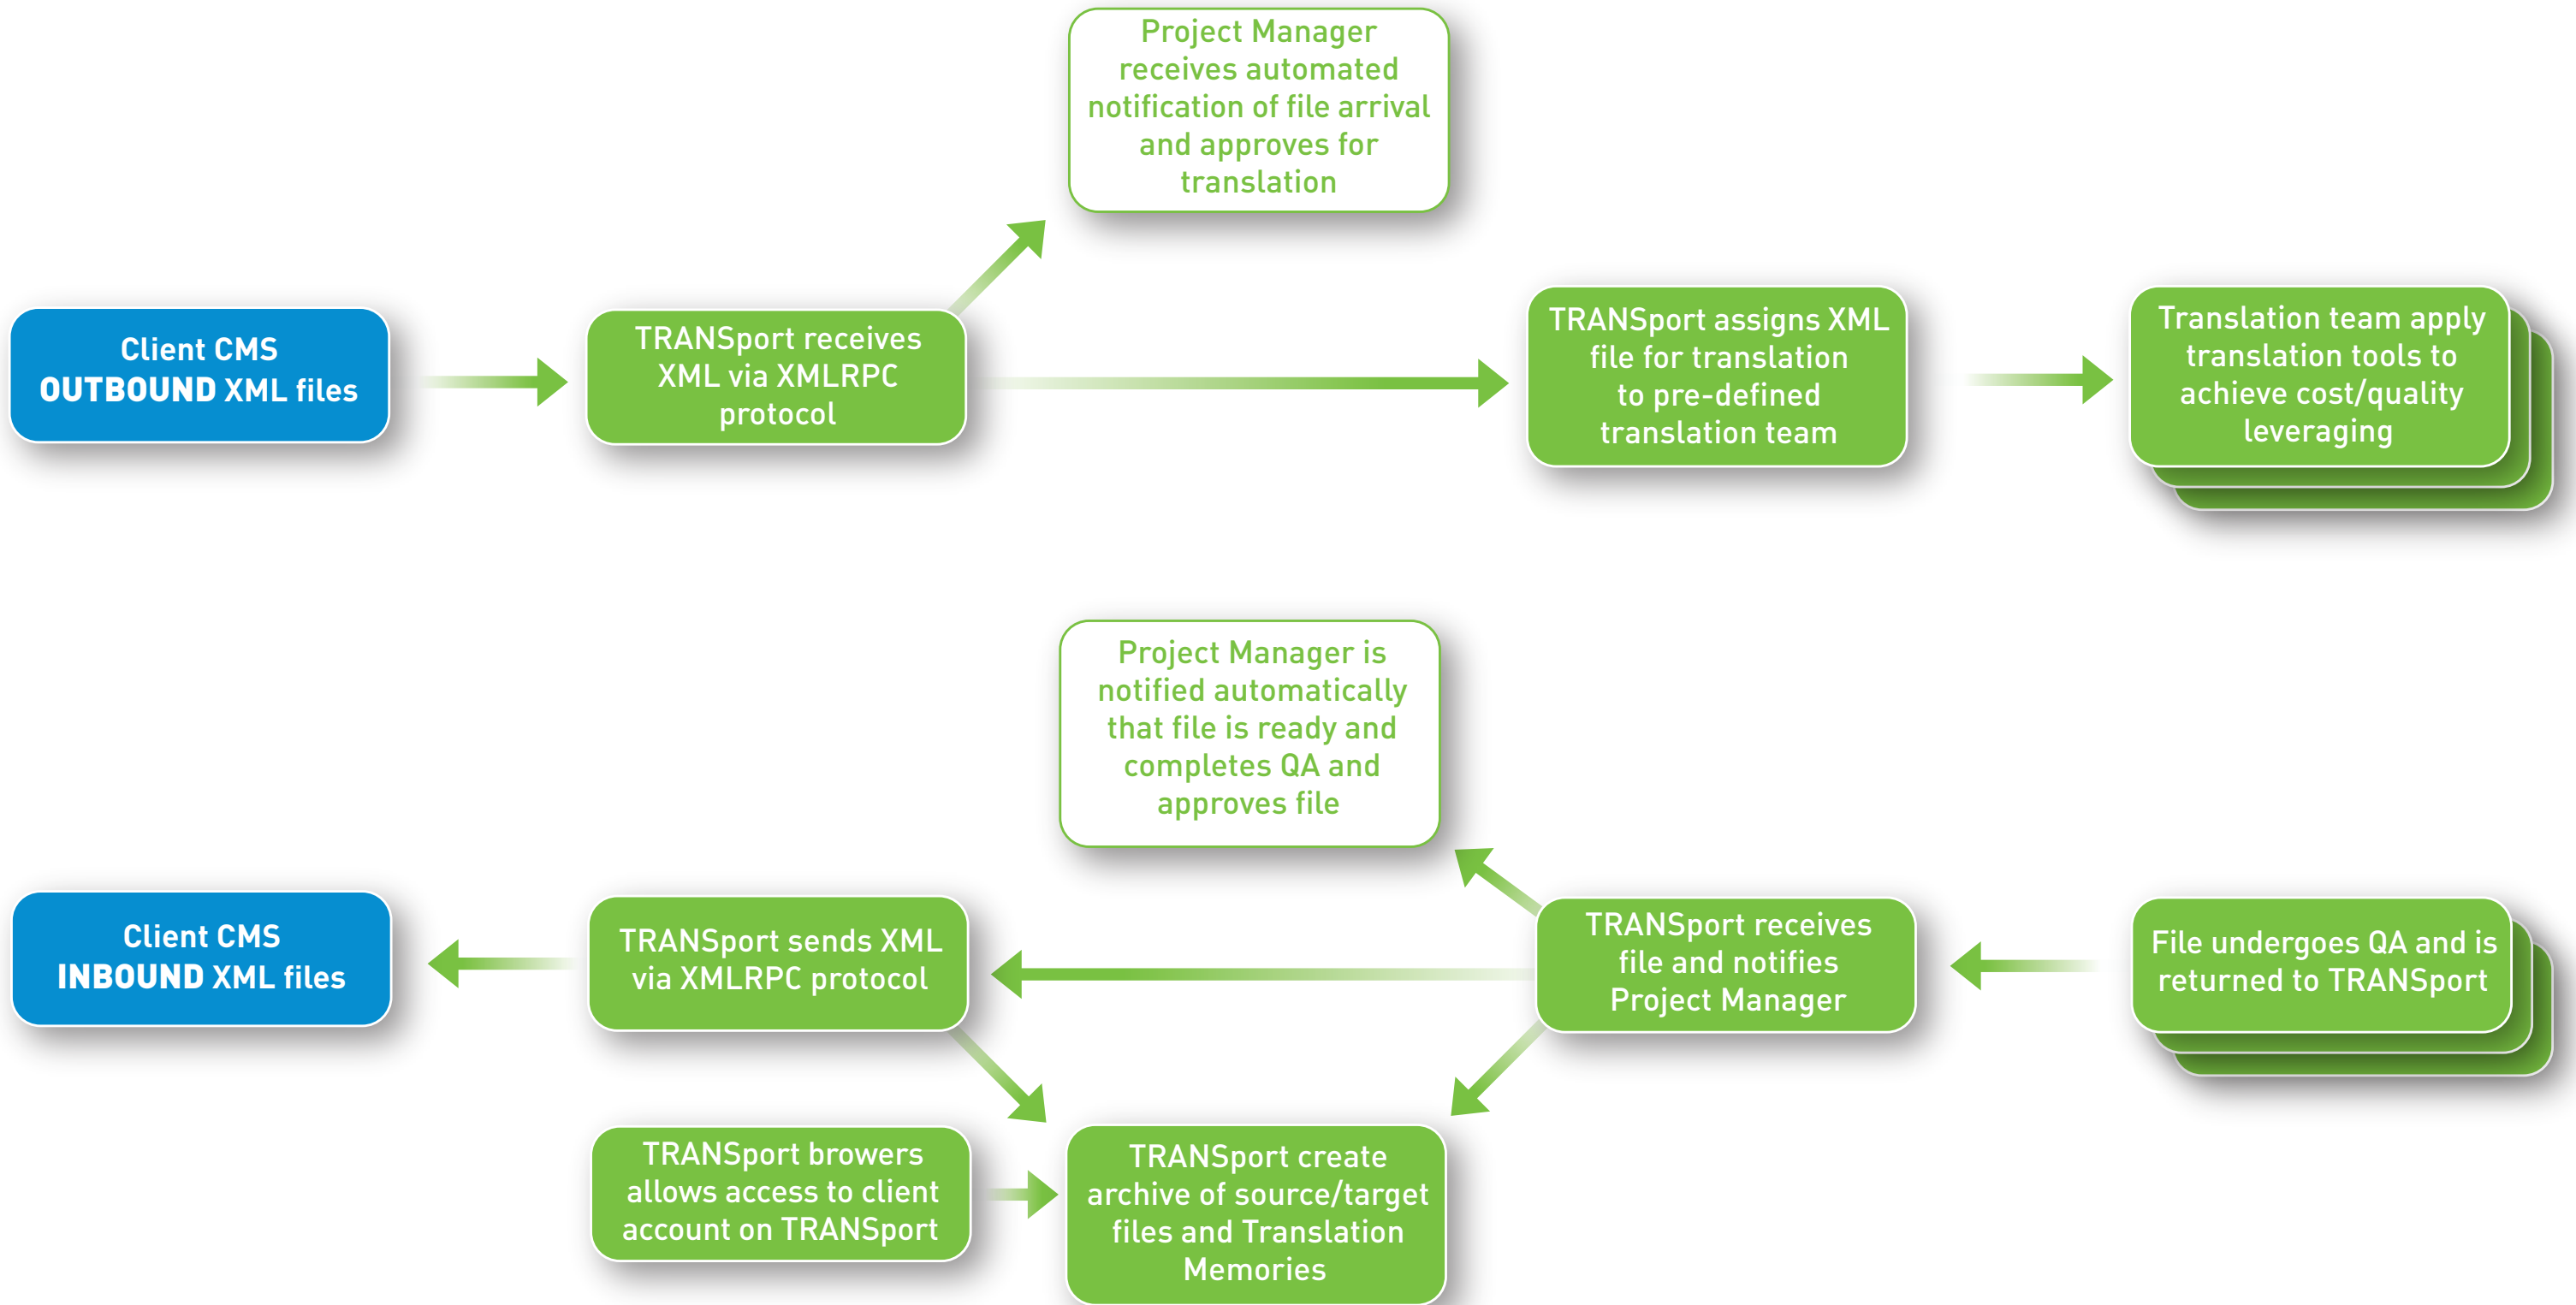 Project Manager
receives automated
notification of file arrival
and approves for
translation
Client CMS
OUTBOUND XML files
TRANSport receives
XML via XMLRPC
protocol
TRANSport assigns XML
file for translation
to pre-defined
translation team
Translation team apply
translation tools to
achieve cost/quality
leveraging
Project Manager is
notified automatically
that file is ready and
completes QA and
approves file
Client CMS
INBOUND XML files
TRANSport sends XML
via XMLRPC protocol
TRANSport receives
file and notifies
Project Manager
File undergoes QA and is
returned to TRANSport
TRANSport browers
allows access to client
account on TRANSport
TRANSport create
archive of source/target
files and Translation
Memories